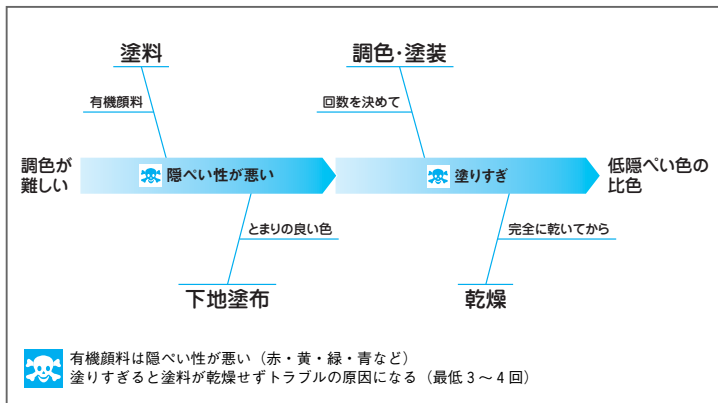 塗料
調色・塗装
有機顔料
回数を決めて
調色が
難しい
隠ぺい性が悪い
塗りすぎ
低隠ぺい色の
比色
とまりの良い色
完全に乾いてから
下地塗布
乾燥
有機顔料は隠ぺい性が悪い（赤・黄・緑・青など）
塗りすぎると塗料が乾燥せずトラブルの原因になる（最低３～４回）